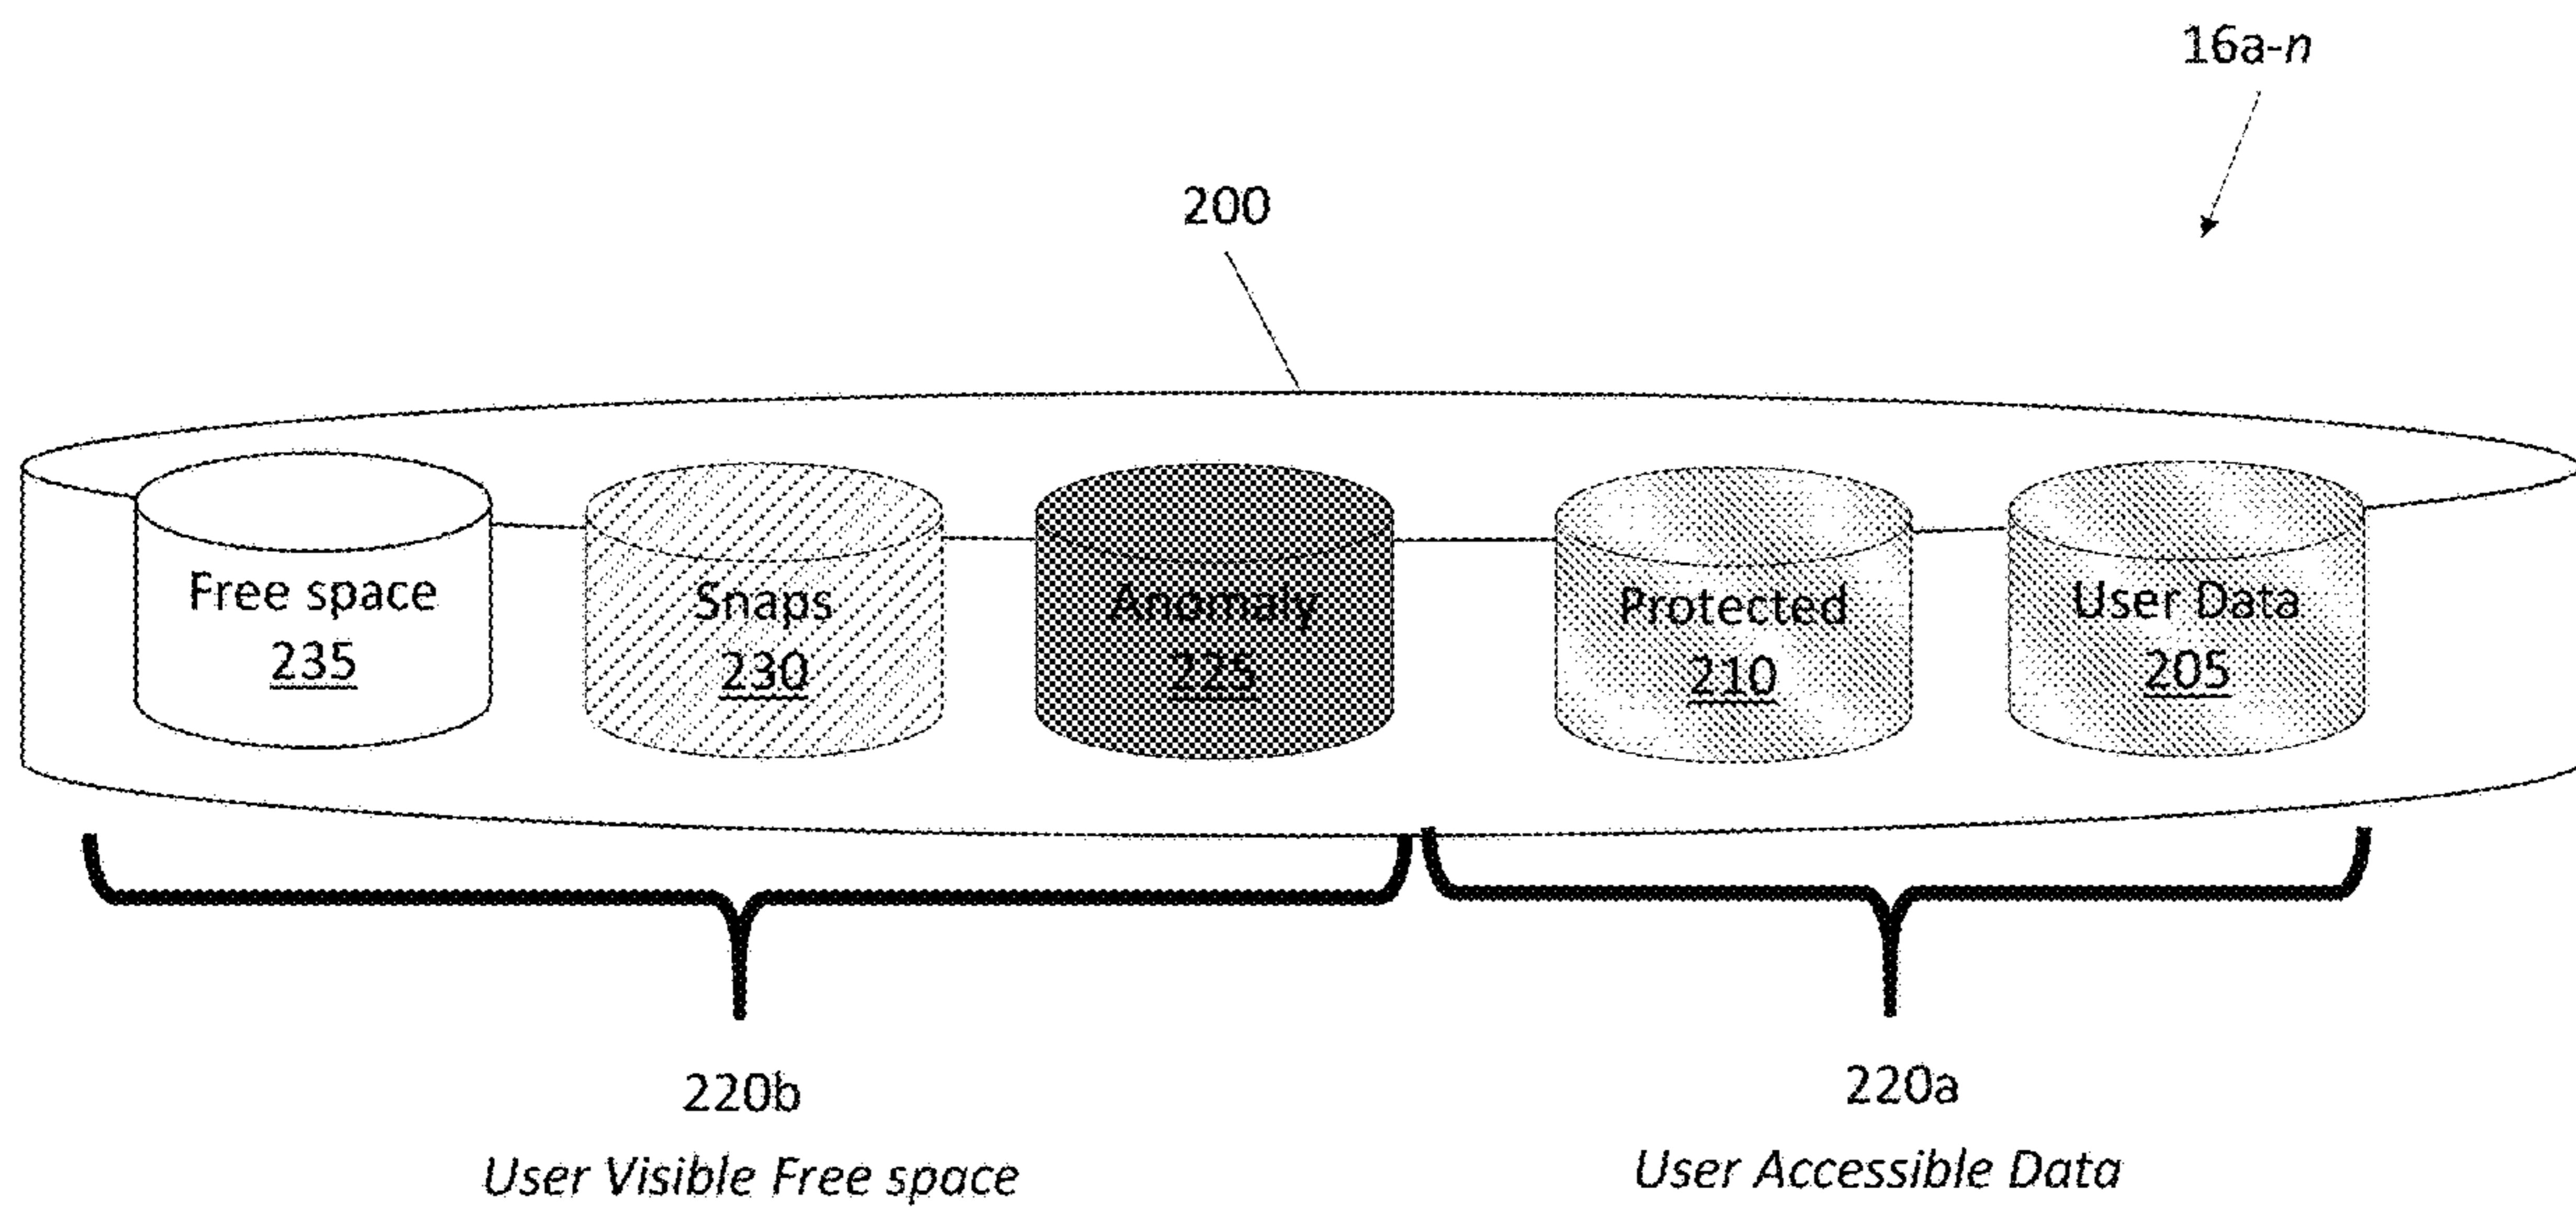 16a-n
200
Free space
235
Snaps
230
Anomaly
225
Protected
210
User Data
205
220b
User Visible Free space
220a
User Accessible Data